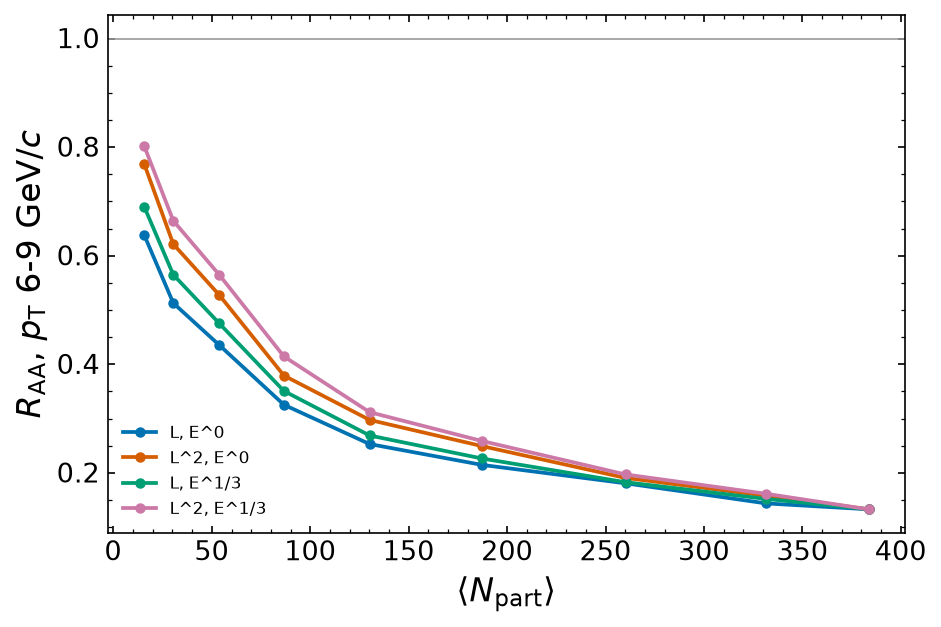 R_AA, p_T 6-9 GeV/c
1.0
0.8
0.6
0.4
0.2
L, E^0
L^2, E^0
L, E^1/3
L^2, E^1/3
0 50 100 150 200 250 300 350 400
⟨N_part⟩